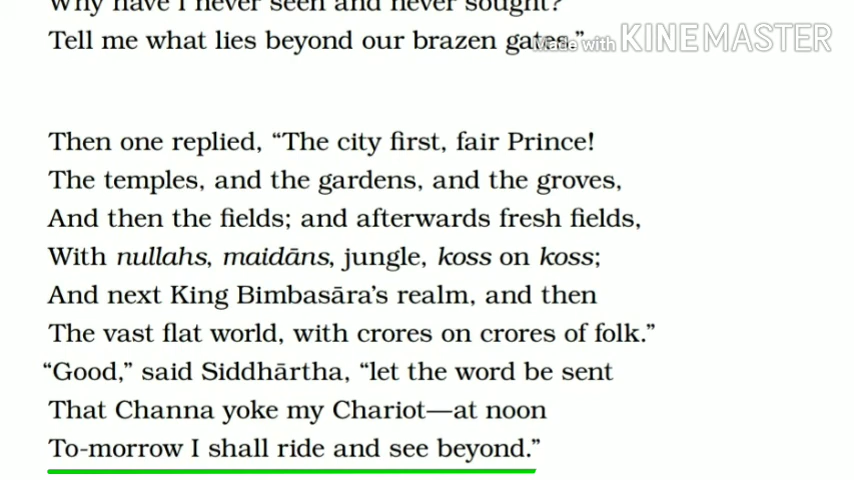 Why have I never seen and never sought?
Tell me what lies beyond our brazen gates.”
Made with KINEMASTER
Then one replied, “The city first, fair Prince!
The temples, and the gardens, and the groves,
And then the fields; and afterwards fresh fields,
With nullahs, maidāns, jungle, koss on koss;
And next King Bimbasāra’s realm, and then
The vast flat world, with crores on crores of folk.”
“Good,” said Siddhārtha, “let the word be sent
That Channa yoke my Chariot—at noon
To-morrow I shall ride and see beyond.”